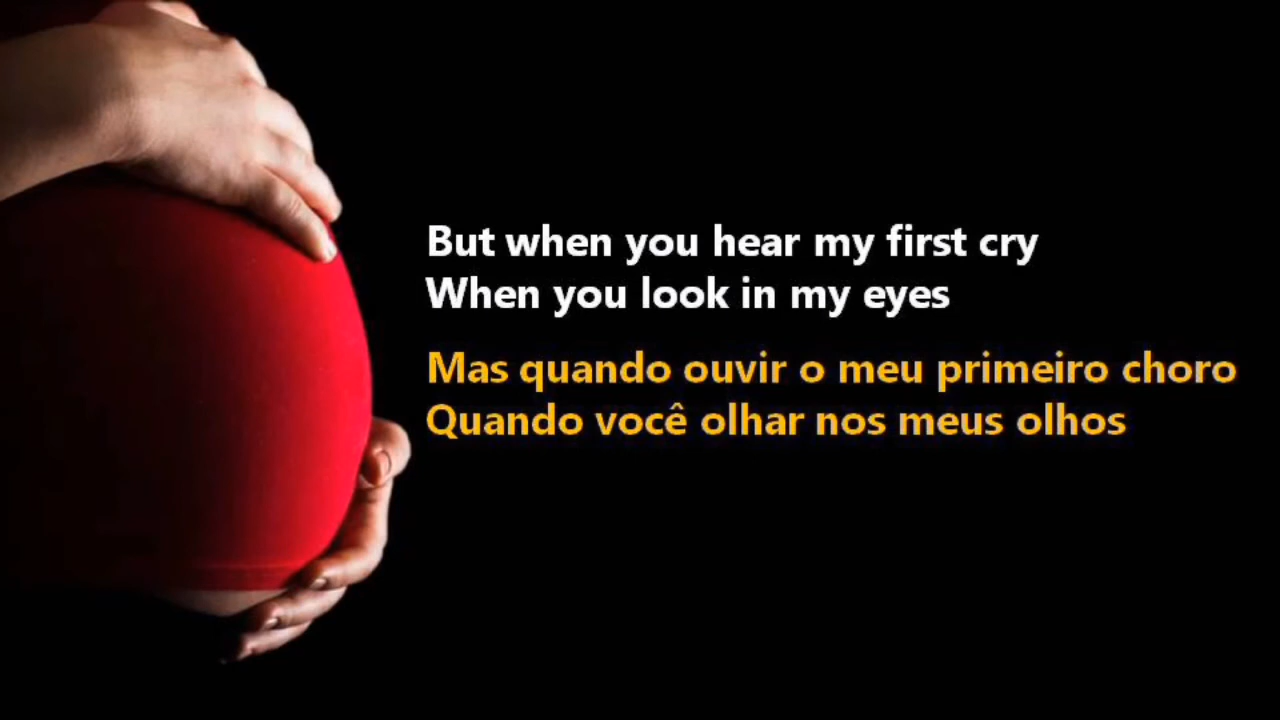 But when you hear my first cry
When you look in my eyes
Mas quando ouvir o meu primeiro choro
Quando você olhar nos meus olhos